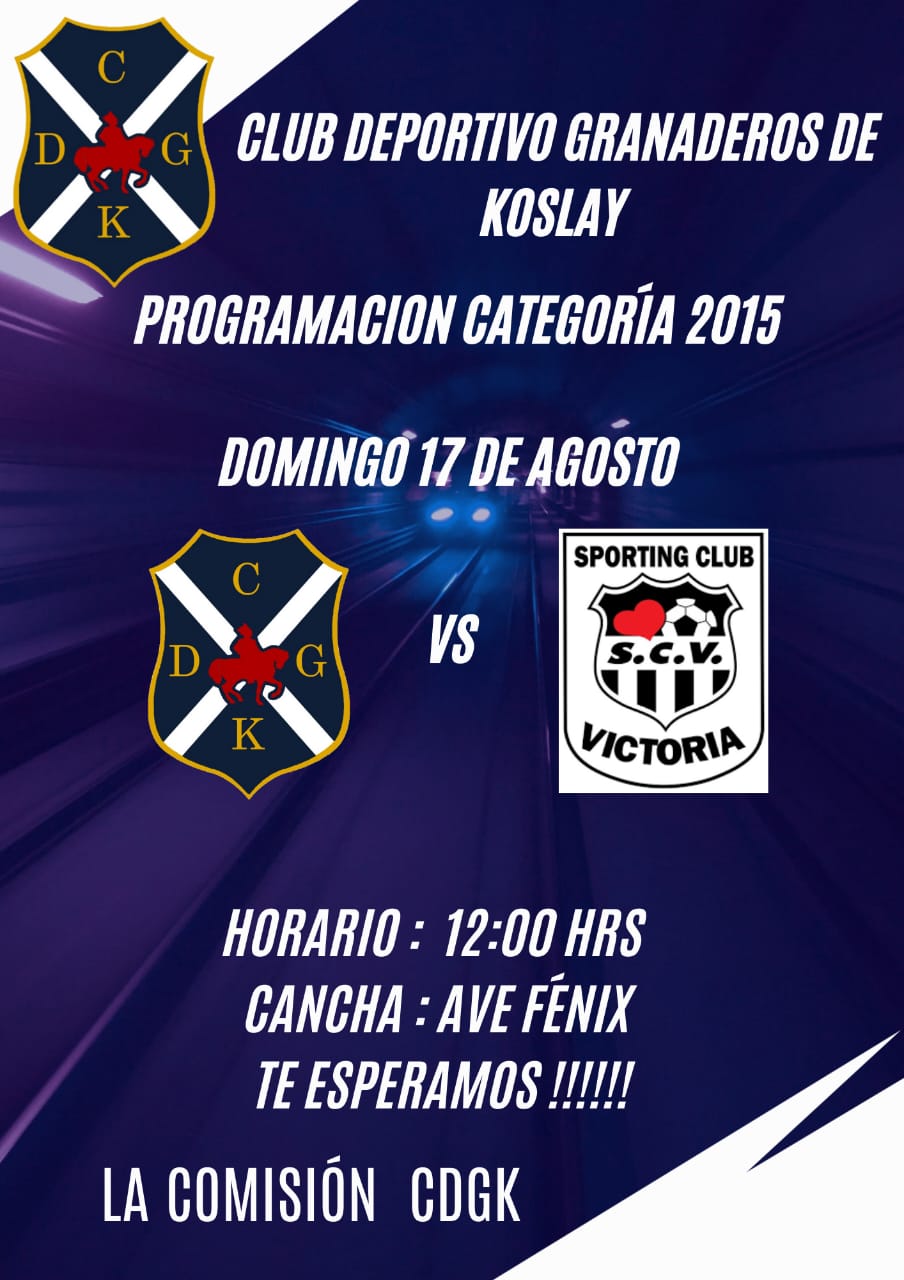 C
D G
K
CLUB DEPORTIVO GRANADEROS DE
KOSLAY
PROGRAMACION CATEGORÍA 2015
DOMINGO 17 DE AGOSTO
C
D G
K
VS
SPORTING CLUB
S.C.V.
VICTORIA
HORARIO : 12:00 HRS
CANCHA : AVE FÉNIX
TE ESPERAMOS !!!!!!
LA COMISIÓN CDGK